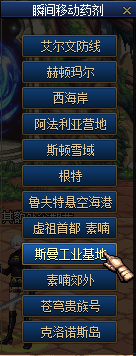 瞬间移动药剂
艾尔文防线
赫顿玛尔
西海岸
阿法利亚营地
斯顿雪域
根特
鲁夫特悬空海港
虚祖首都 素喃
斯曼工业基地
素喃郊外
苍穹贵族号
克洛诺斯岛